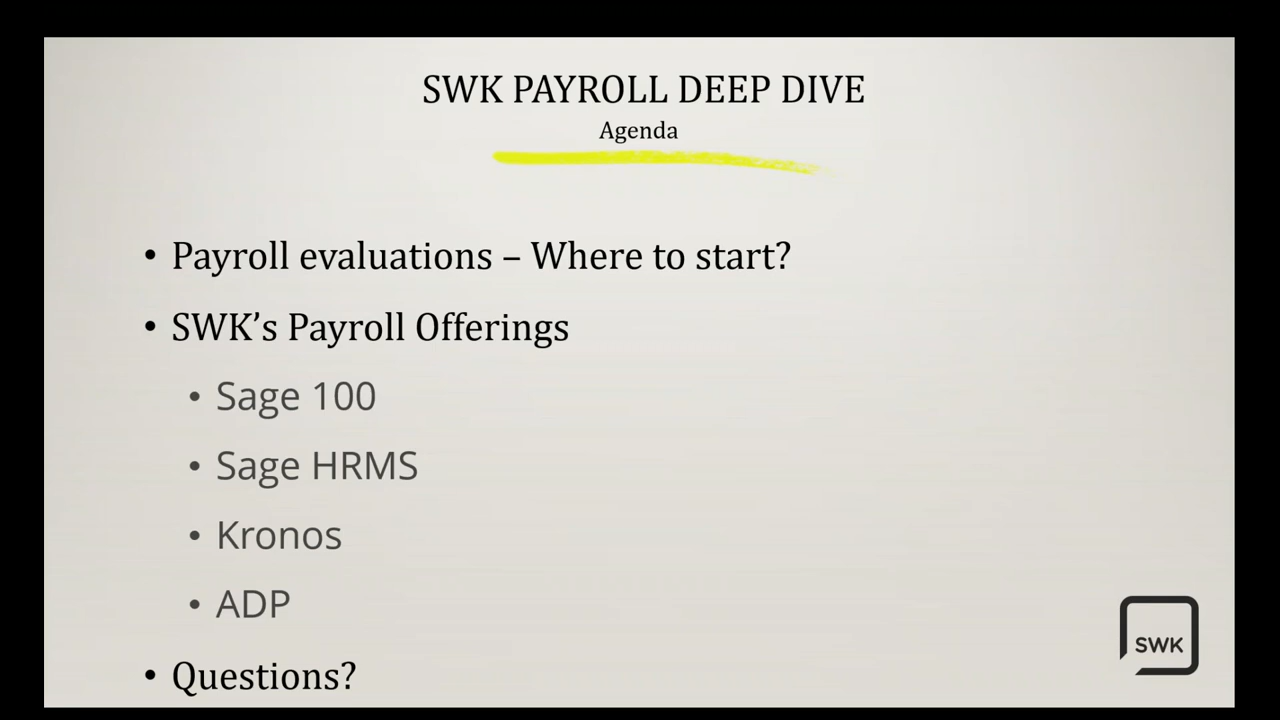 SWK PAYROLL DEEP DIVE
Agenda
• Payroll evaluations – Where to start?
• SWK’s Payroll Offerings
• Sage 100
• Sage HRMS
• Kronos
• ADP
• Questions?
SWK